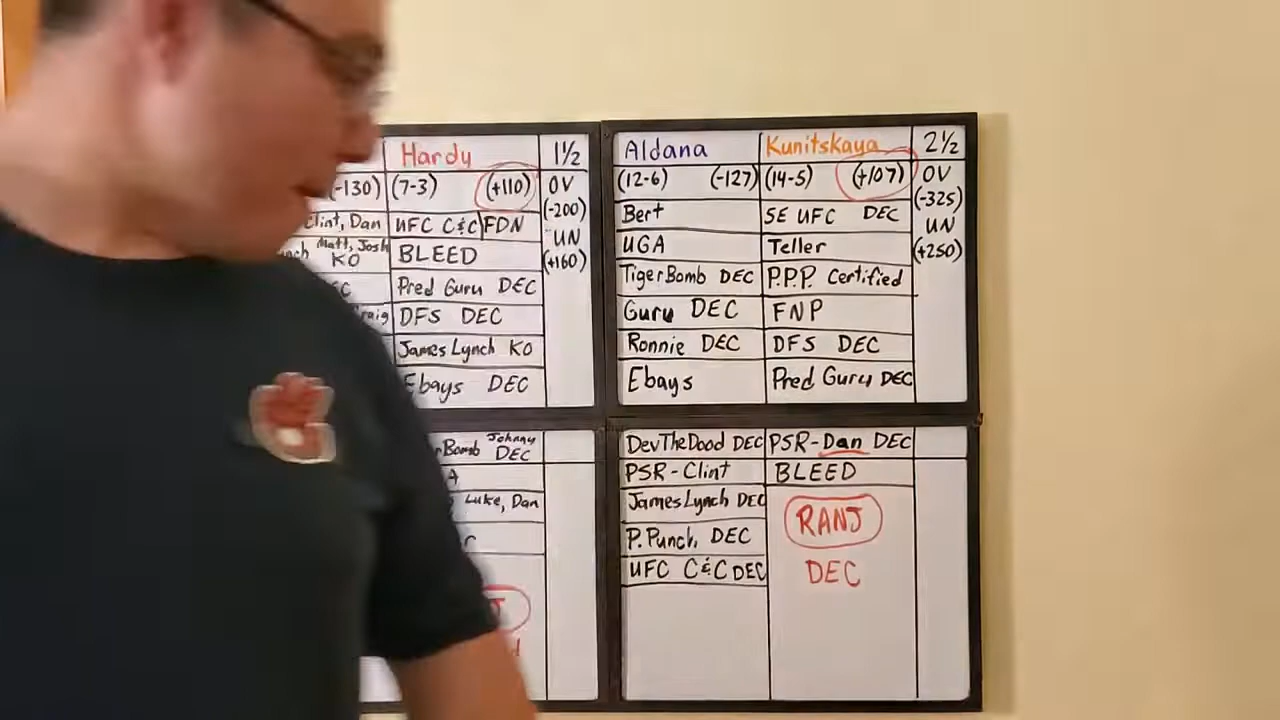 Hardy 1½
(-130) (7-3) (+110) OV
(-200)
Clint, Dan UFC C&C FDN UN
Matt, Josh
KO BLEED (+160)
Pred Guru DEC
Craig DFS DEC
James Lynch KO
Ebays DEC
Johnny
Bomb DEC
Luke, Dan
Aldana Kunitskaya 2½
(12-6) (-127) (14-5) (+107) OV
(-325)
Bert SE UFC DEC UN
UGA Teller (+250)
TigerBomb DEC P.P.P. Certified
Guru DEC FNP
Ronnie DEC DFS DEC
Ebays Pred Guru DEC
DevTheDood DEC PSR-Dan DEC
PSR-Clint BLEED
James Lynch DEC RANJ
P.Punch. DEC
UFC C&C DEC DEC